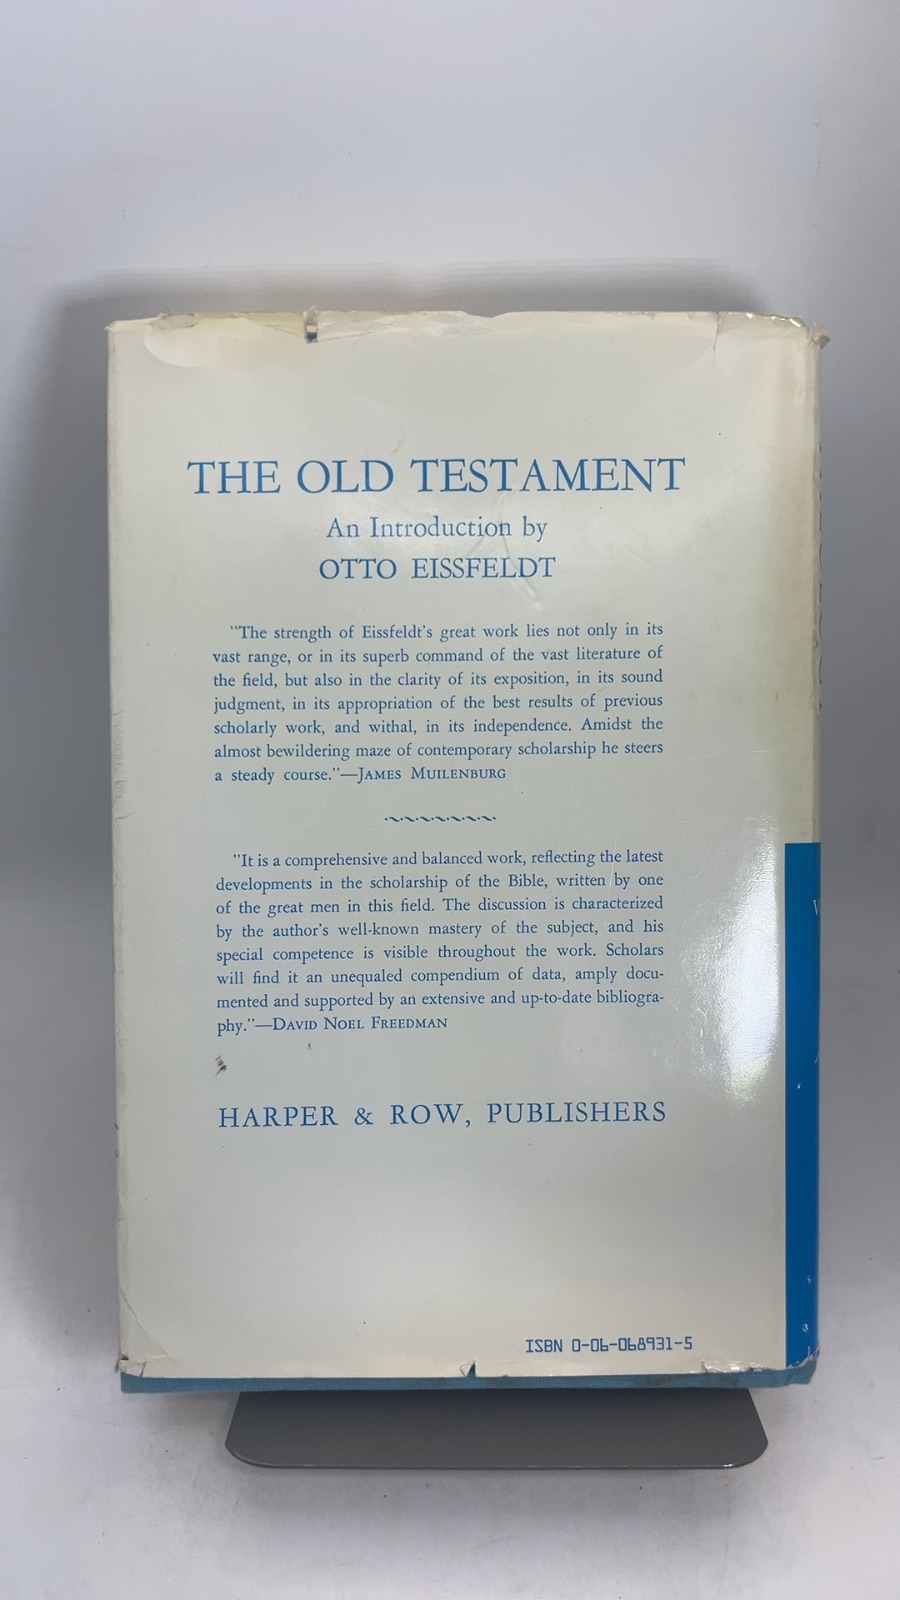 THE OLD TESTAMENT
An Introduction by
OTTO EISSFELDT
"The strength of Eissfeldt's great work lies not only in its
vast range, or in its superb command of the vast literature of
the field, but also in the clarity of its exposition, in its sound
judgment, in its appropriation of the best results of previous
scholarly work, and withal, in its independence. Amidst the
almost bewildering maze of contemporary scholarship he steers
a steady course."—JAMES MUILENBURG
"It is a comprehensive and balanced work, reflecting the latest
developments in the scholarship of the Bible, written by one
of the great men in this field. The discussion is characterized
by the author's well-known mastery of the subject, and his
special competence is visible throughout the work. Scholars
will find it an unequaled compendium of data, amply docu-
mented and supported by an extensive and up-to-date bibliogra-
phy."—DAVID NOEL FREEDMAN
HARPER & ROW, PUBLISHERS
ISBN 0-06-068931-5